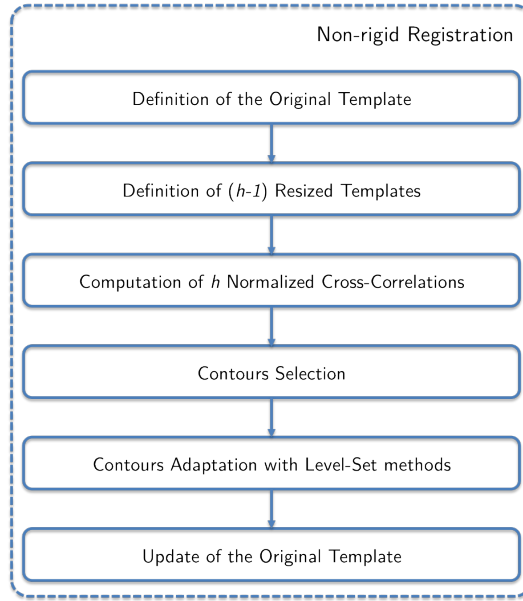 Non-rigid Registration
Definition of the Original Template
Definition of (h-1) Resized Templates
Computation of h Normalized Cross-Correlations
Contours Selection
Contours Adaptation with Level-Set methods
Update of the Original Template